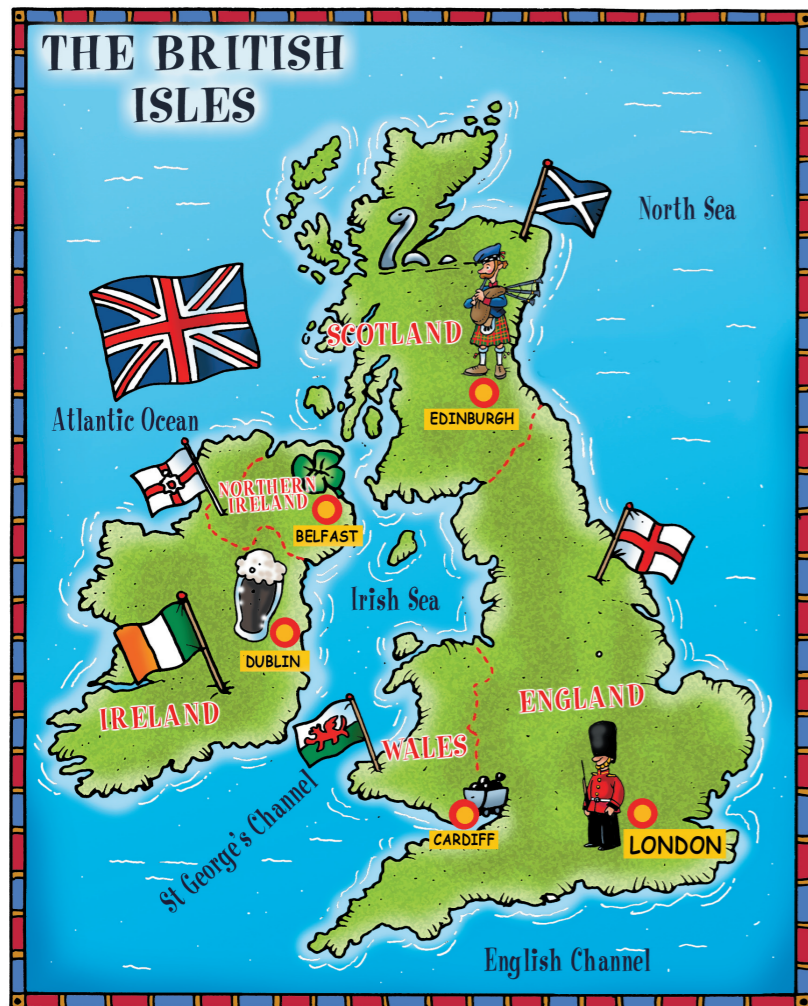 THE BRITISH
ISLES
North Sea
SCOTLAND
Atlantic Ocean
EDINBURGH
NORTHERN
IRELAND
BELFAST
Irish Sea
DUBLIN
IRELAND
ENGLAND
WALES
St George's Channel
CARDIFF
LONDON
English Channel